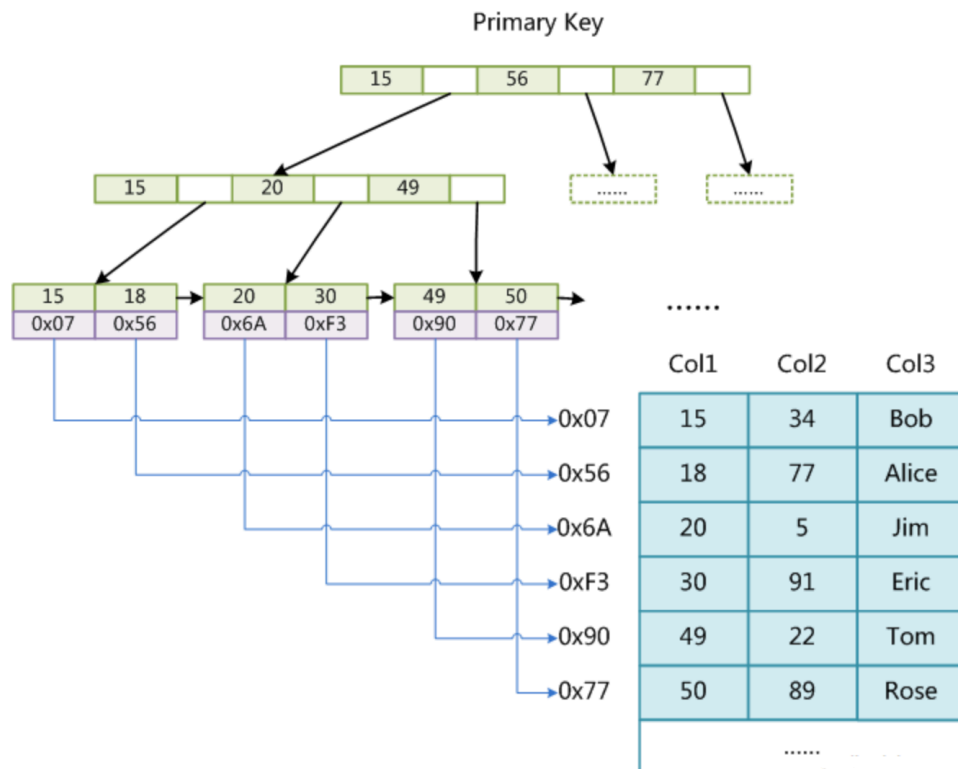 Primary Key
15 56 77
15 20 49 ...... ......
15 18 20 30 49 50
0x07 0x56 0x6A 0xF3 0x90 0x77
......
Col1 Col2 Col3
0x07 15 34 Bob
0x56 18 77 Alice
0x6A 20 5 Jim
0xF3 30 91 Eric
0x90 49 22 Tom
0x77 50 89 Rose
......